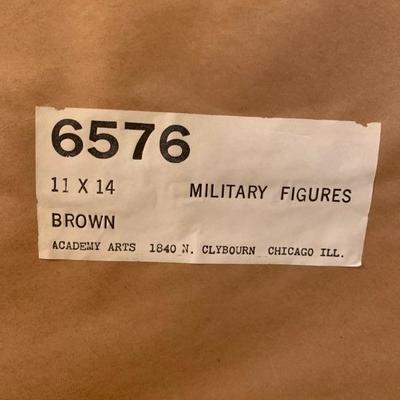 6576
11 X 14 MILITARY FIGURES
BROWN
ACADEMY ARTS 1840 N. CLYBOURN CHICAGO ILL.